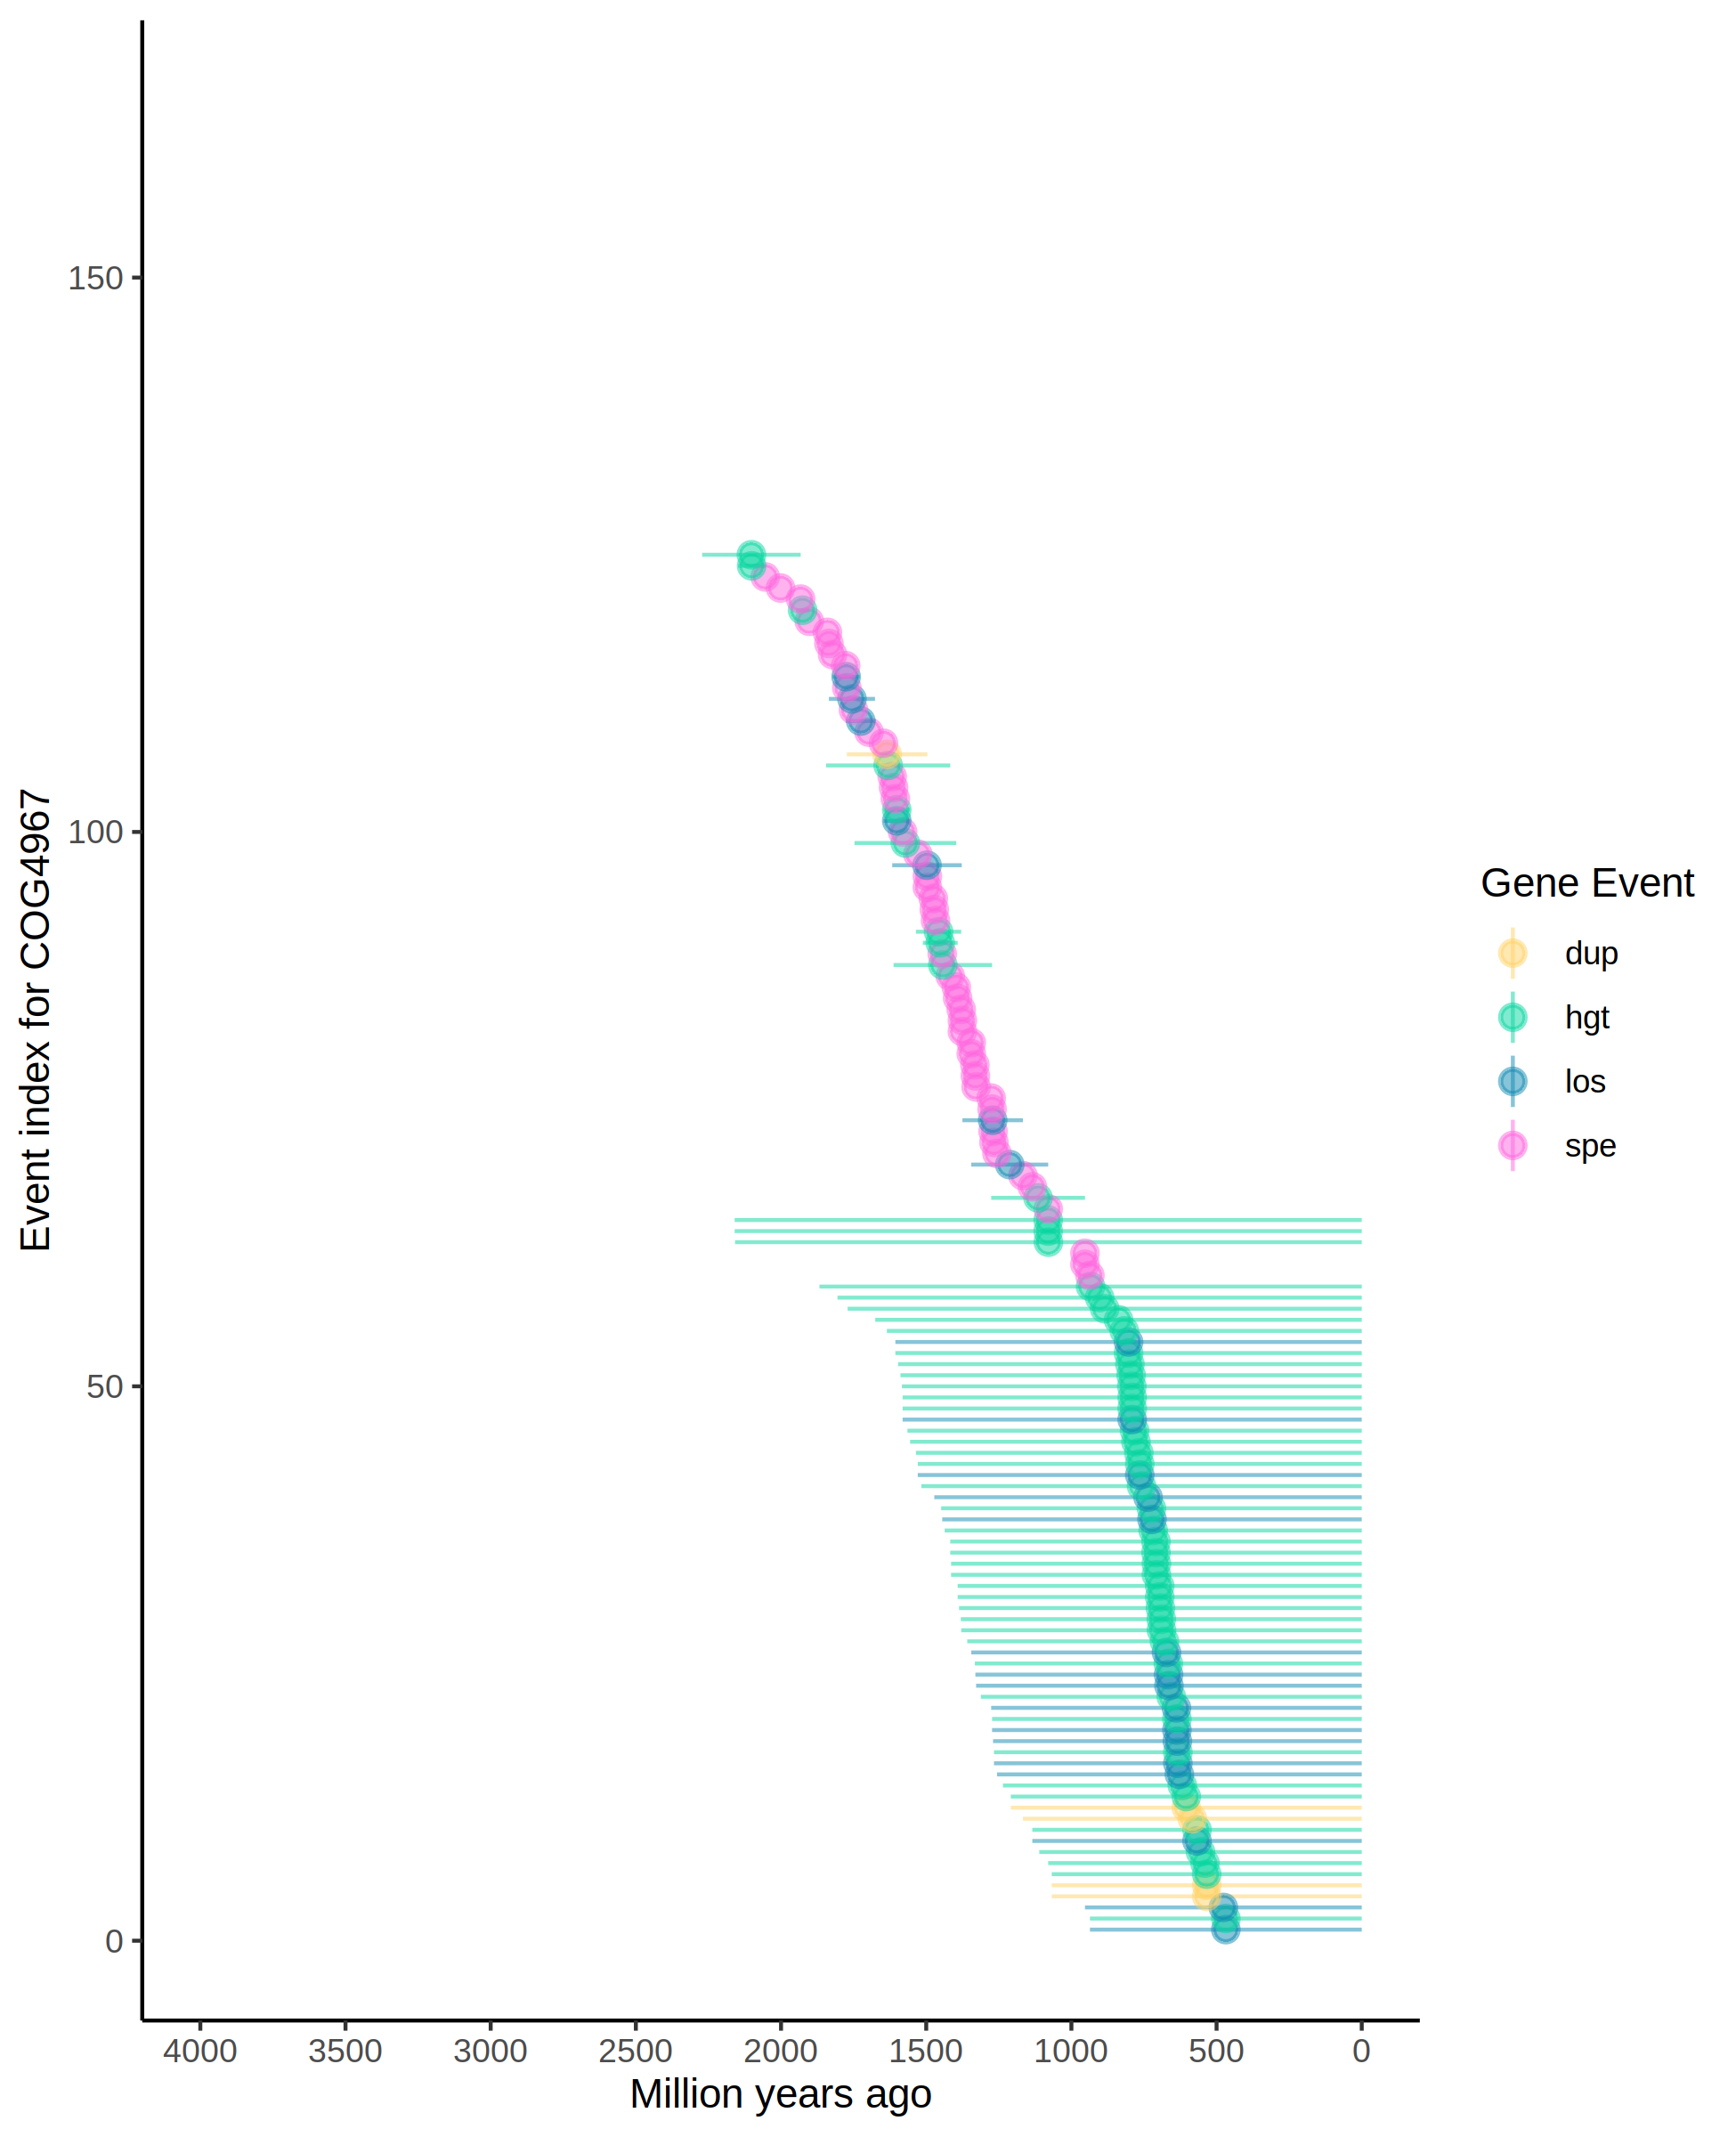 150
100
50
0
Event index for COG4967
4000 3500 3000 2500 2000 1500 1000 500 0
Million years ago
Gene Event
dup
hgt
los
spe